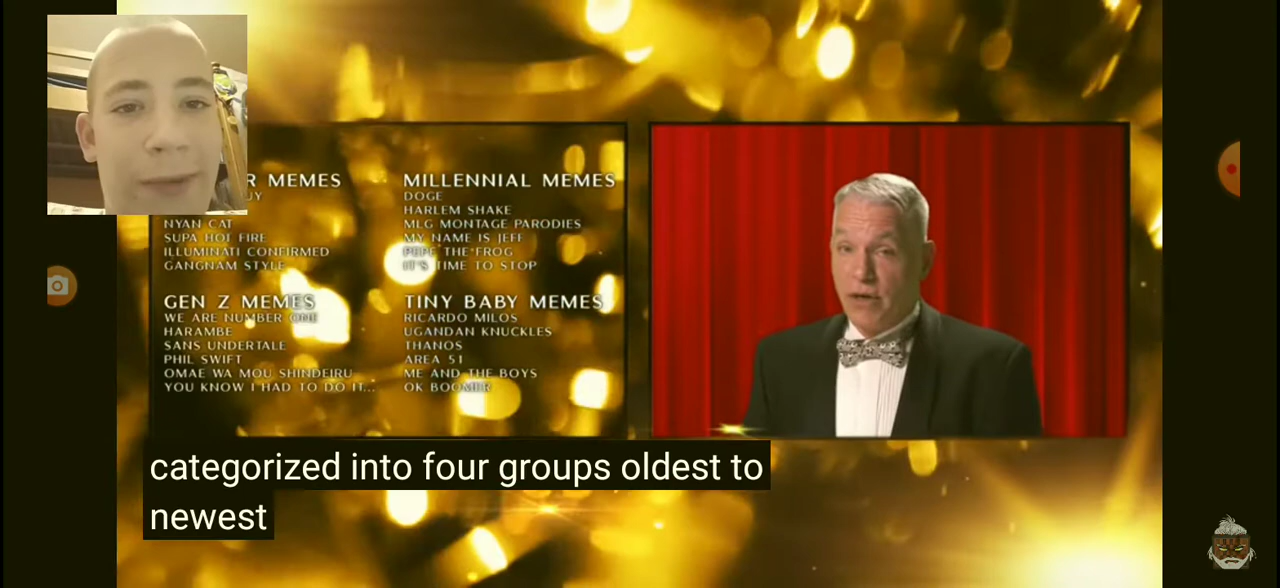 R MEMES
UY
NYAN CAT
SUPA HOT FIRE
ILLUMINATI CONFIRMED
GANGNAM STYLE
MILLENNIAL MEMES
DOGE
HARLEM SHAKE
MLG MONTAGE PARODIES
MY NAME IS JEFF
PEPE THE FROG
IT'S TIME TO STOP
GEN Z MEMES
WE ARE NUMBER ONE
HARAMBE
SANS UNDERTALE
PHIL SWIFT
OMAE WA MOU SHINDEIRU
YOU KNOW I HAD TO DO IT...
TINY BABY MEMES
RICARDO MILOS
UGANDAN KNUCKLES
THANOS
AREA 51
ME AND THE BOYS
OK BOOMER
categorized into four groups oldest to
newest